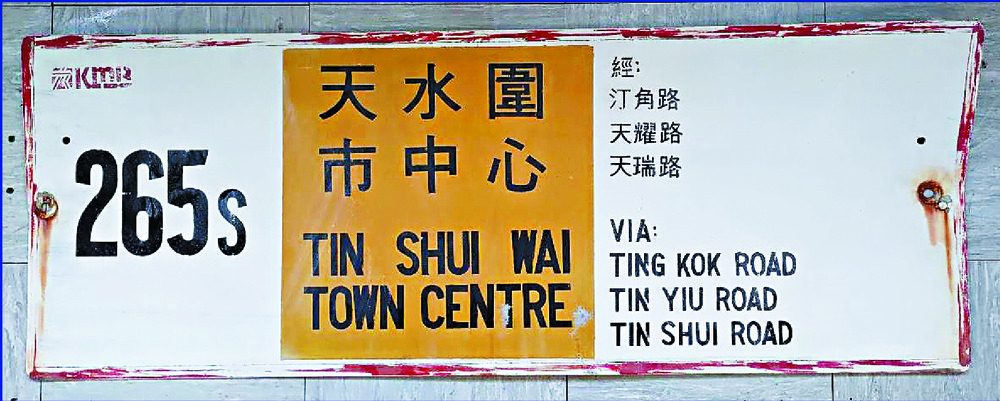 KMB
265S
天水圍
市中心
TIN SHUI WAI
TOWN CENTRE
經:
汀角路
天耀路
天瑞路
VIA:
TING KOK ROAD
TIN YIU ROAD
TIN SHUI ROAD